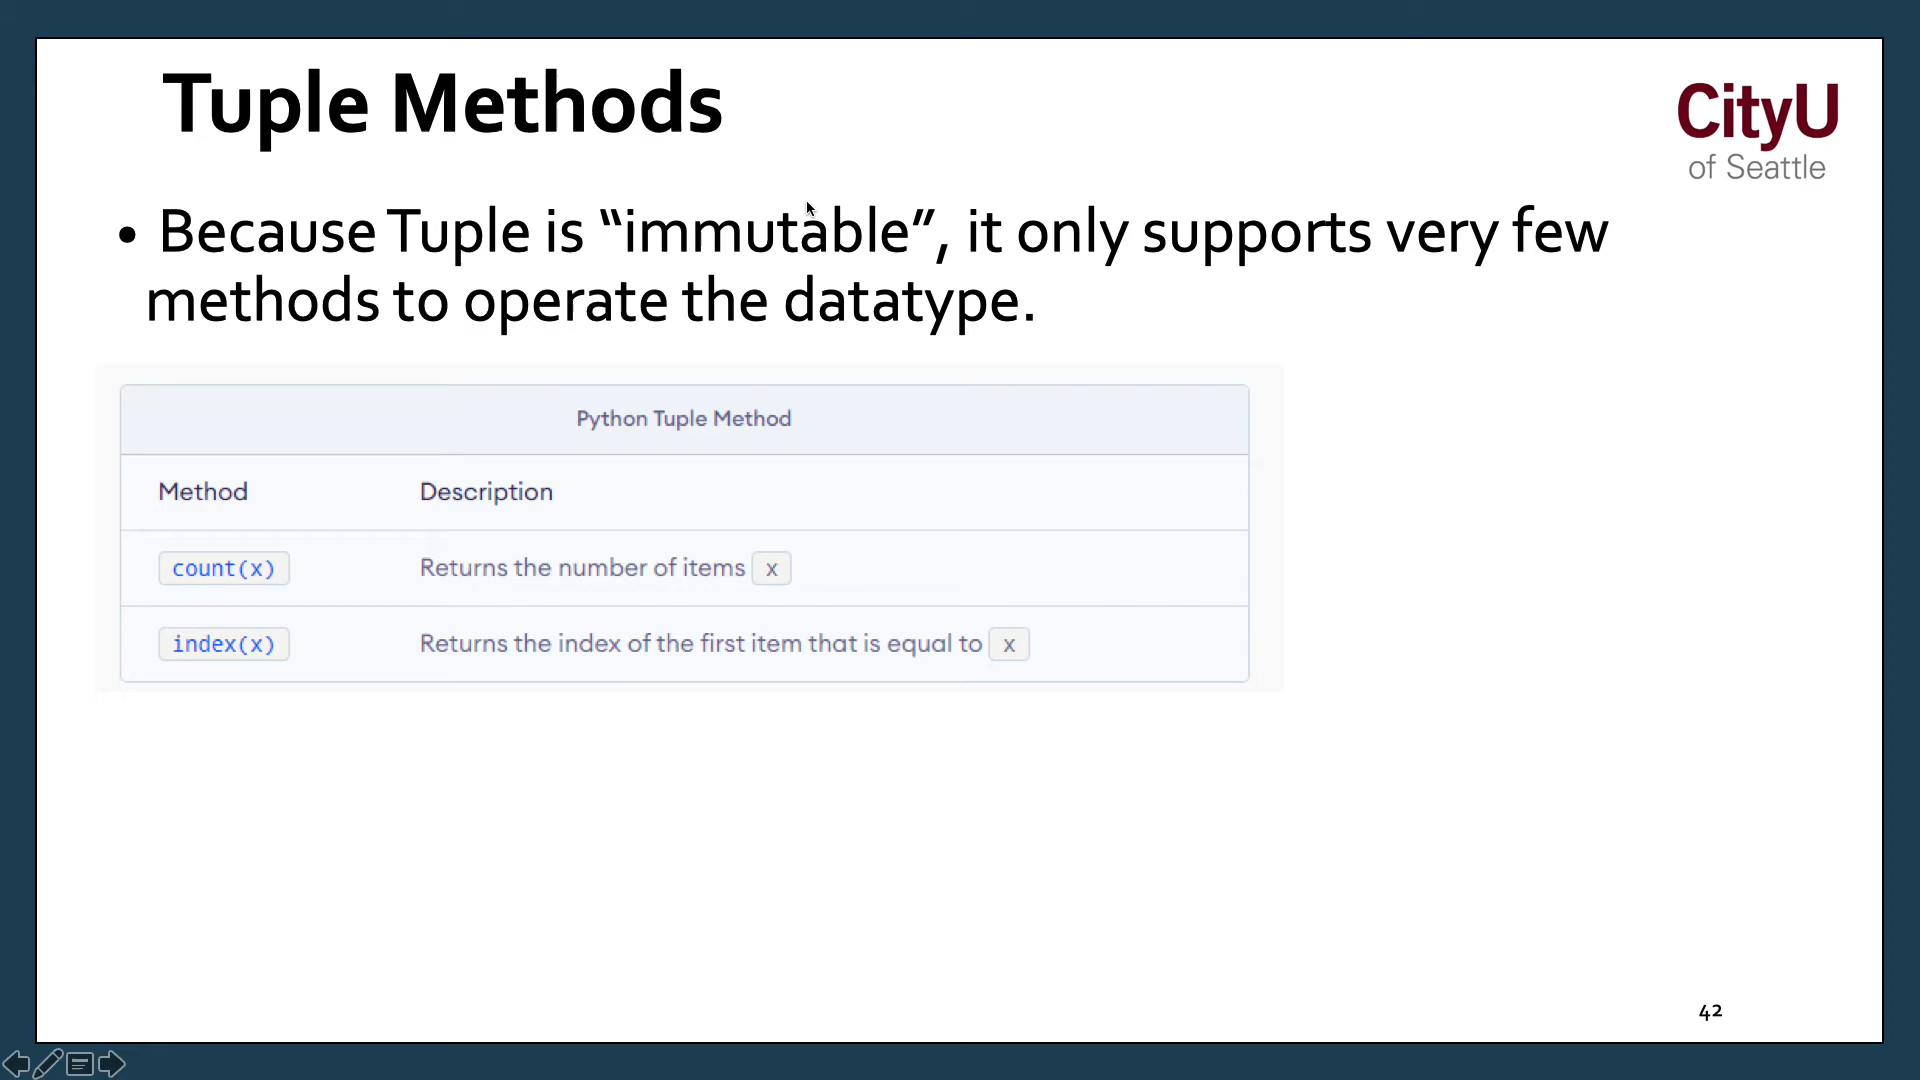 Tuple Methods
CityU
of Seattle
• Because Tuple is “immutable”, it only supports very few
methods to operate the datatype.
Python Tuple Method
Method Description
count(x) Returns the number of items x
index(x) Returns the index of the first item that is equal to x
42